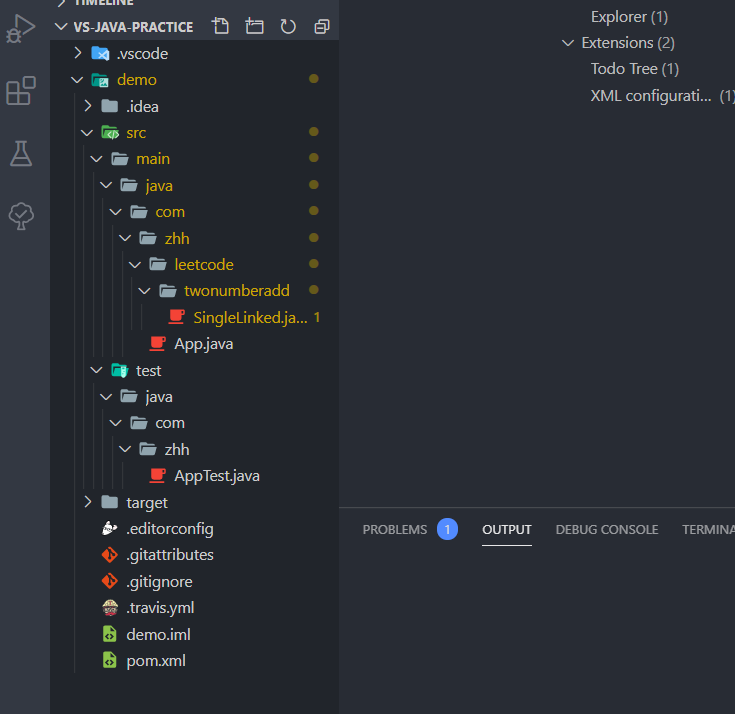 TIMELINE
VS-JAVA-PRACTICE
.vscode
demo
.idea
src
main
java
com
zhh
leetcode
twonumberadd
SingleLinked.ja... 1
App.java
test
java
com
zhh
AppTest.java
target
.editorconfig
.gitattributes
.gitignore
.travis.yml
demo.iml
pom.xml
Explorer (1)
Extensions (2)
Todo Tree (1)
XML configurati... (1)
PROBLEMS 1 OUTPUT DEBUG CONSOLE TERMINA